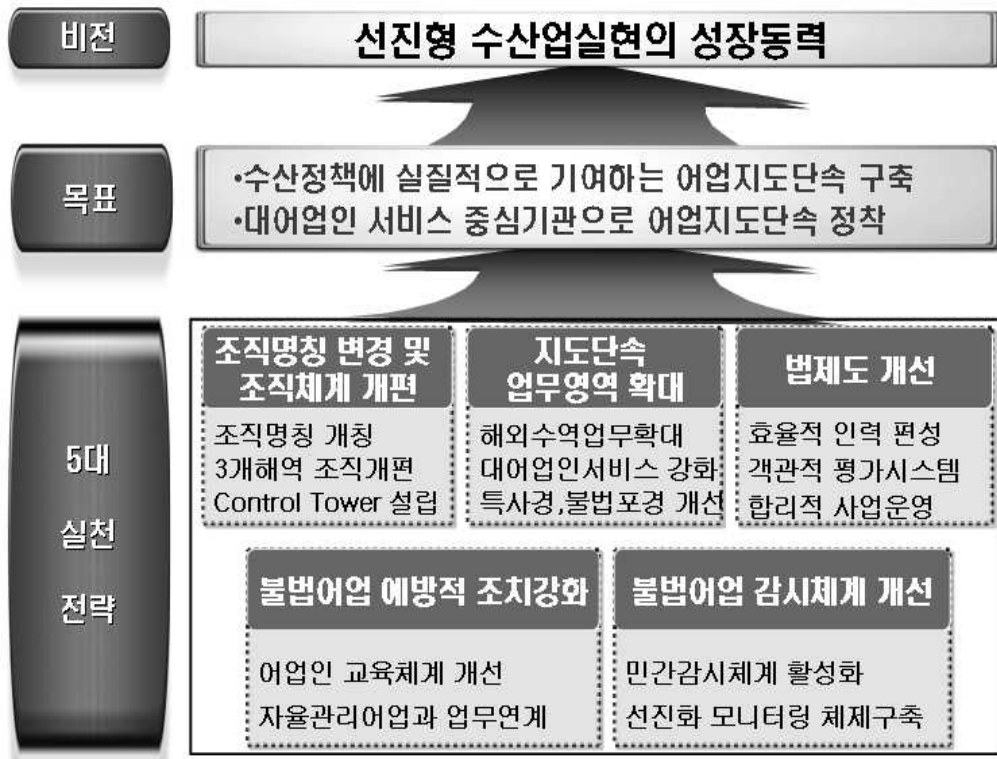 비전
선진형 수산업실현의 성장동력
목표
•수산정책에 실질적으로 기여하는 어업지도단속 구축
•대어업인 서비스 중심기관으로 어업지도단속 정착
5대
실천
전략
조직명칭 변경 및
조직체계 개편
조직명칭 개칭
3개해역 조직개편
Control Tower 설립
지도단속
업무영역 확대
해외수역업무확대
대어업인서비스 강화
특사경,불법포경 개선
법제도 개선
효율적 인력 편성
객관적 평가시스템
합리적 사업운영
불법어업 예방적 조치강화
어업인 교육체계 개선
자율관리어업과 업무연계
불법어업 감시체계 개선
민간감시체계 활성화
선진화 모니터링 체제구축